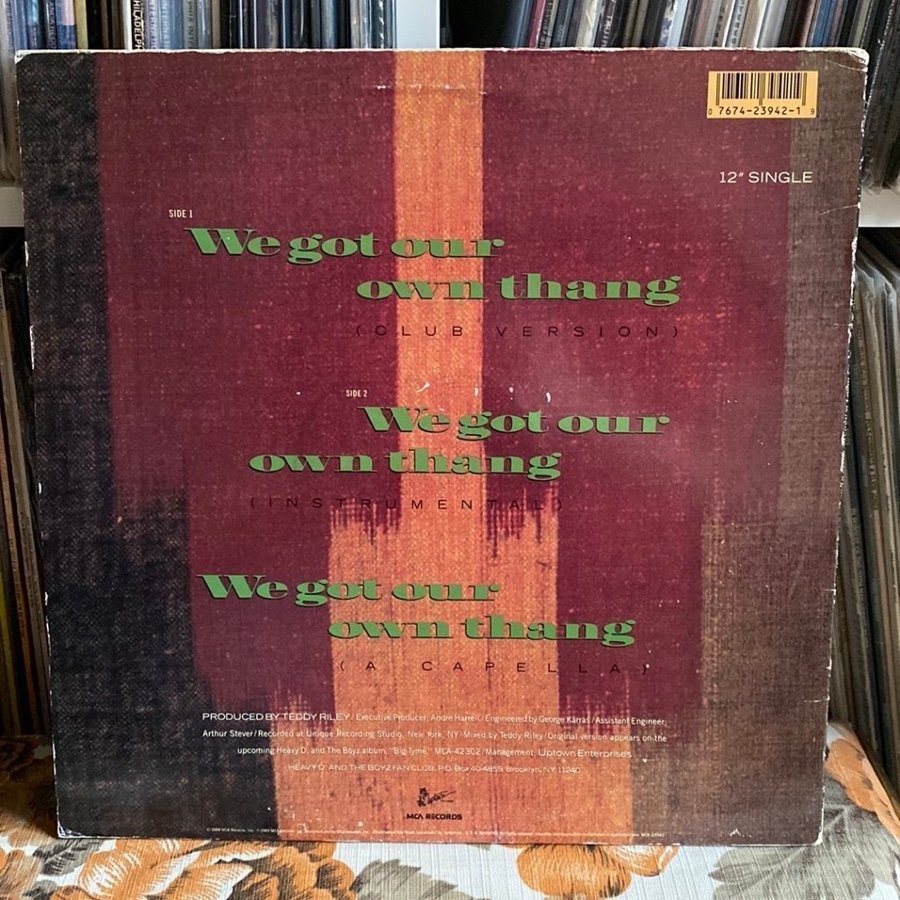 PHILADELPH
0 7674-23942-1 9
12" SINGLE
SIDE 1
We got our
own thang
(CLUB VERSION)
SIDE 2
We got our
own thang
(INSTRUMENTAL)
We got our
own thang
(A CAPELLA)
PRODUCED BY TEDDY RILEY / Executive Producer: Andre Harrell / Engineered by George Karras / Assistant Engineer:
Arthur Stever / Recorded at Unique Recording Studio, New York, NY / Mixed by Teddy Riley / Original version appears on the
upcoming Heavy D. and The Boyz album, "Big Tyme," MCA-42302 / Management: Uptown Enterprises
HEAVY D. AND THE BOYZ FAN CLUB, P.O. Box 40-4859, Brooklyn, NY 11240
Uptown
MCA RECORDS